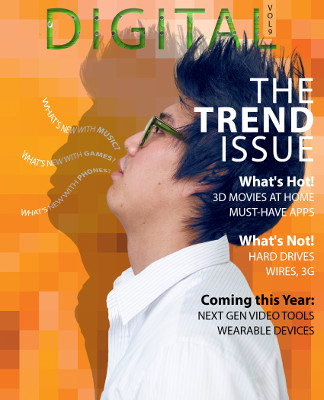 DIGITAL
VOL9
THE
TREND
ISSUE
WHAT'S NEW WITH MUSIC?
WHAT'S NEW WITH GAMES?
WHAT'S NEW WITH PHONES?
What's Hot!
3D MOVIES AT HOME
MUST-HAVE APPS
What's Not!
HARD DRIVES
WIRES, 3G
Coming this Year:
NEXT GEN VIDEO TOOLS
WEARABLE DEVICES